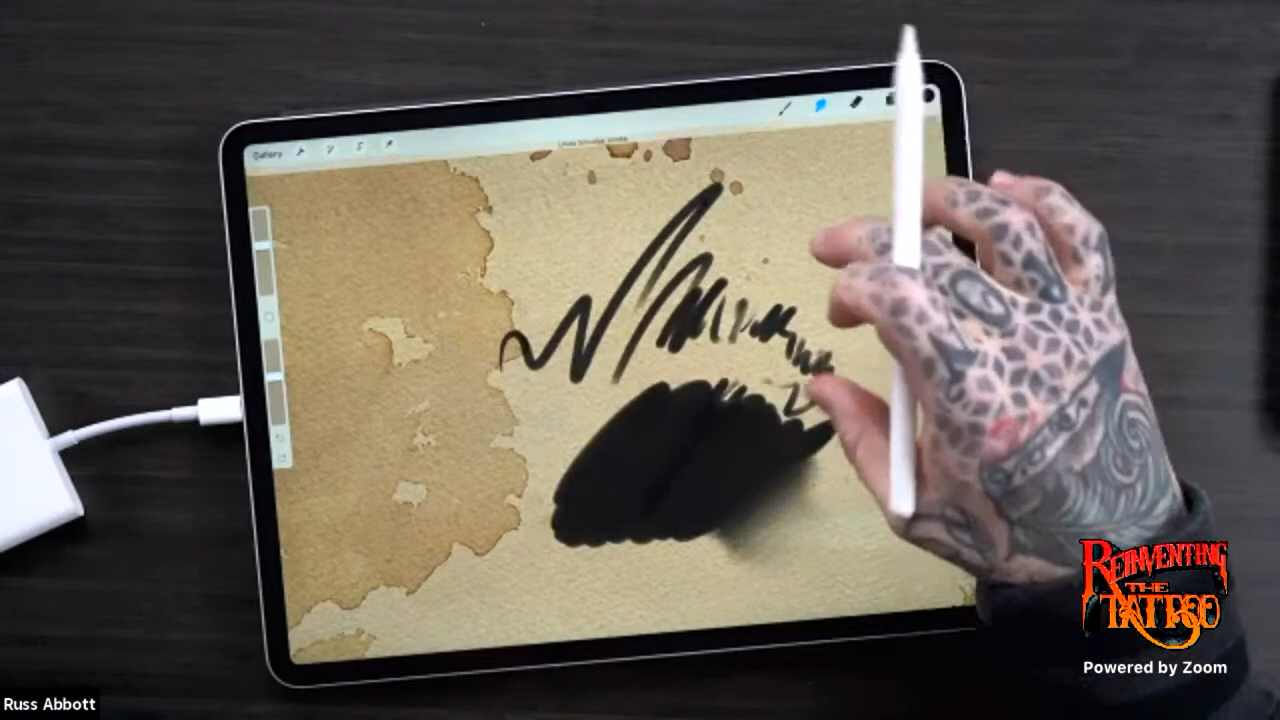 Gallery
REINVENTING
THE
TATTOO
Powered by Zoom
Russ Abbott